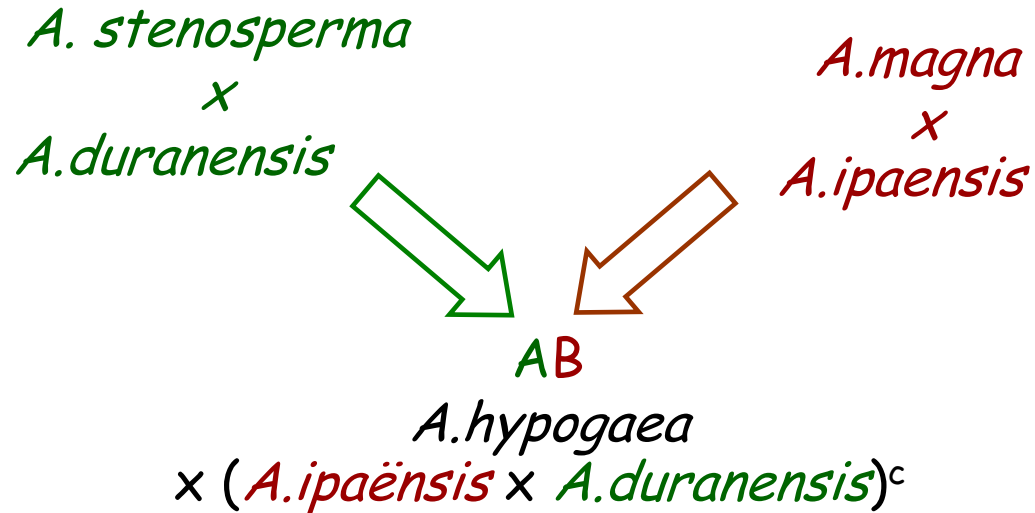 A. stenosperma
x
A.duranensis
A.magna
x
A.ipaensis
AB
A.hypogaea
x (A.ipaënsis x A.duranensis)ᶜ